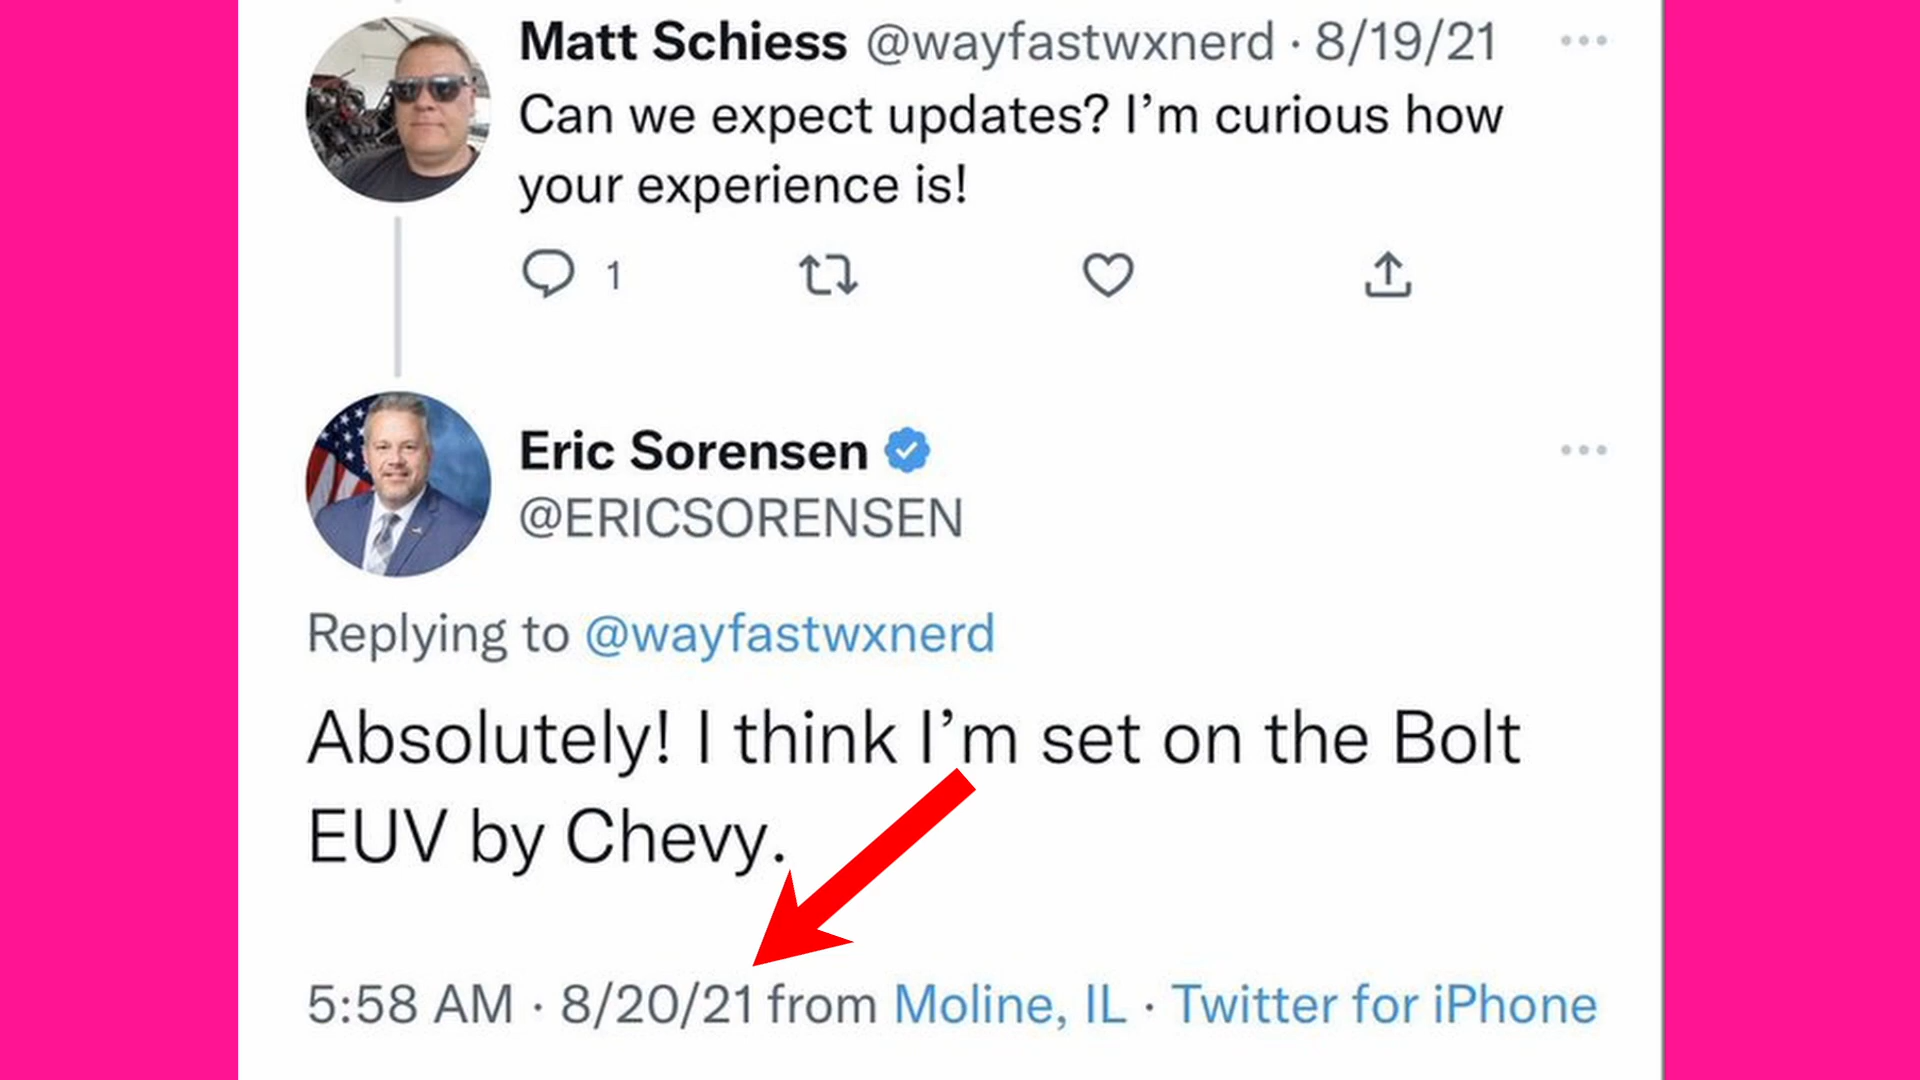 Matt Schiess @wayfastwxnerd · 8/19/21
Can we expect updates? I’m curious how
your experience is!
1
Eric Sorensen
@ERICSORENSEN
Replying to @wayfastwxnerd
Absolutely! I think I’m set on the Bolt
EUV by Chevy.
5:58 AM · 8/20/21 from Moline, IL · Twitter for iPhone